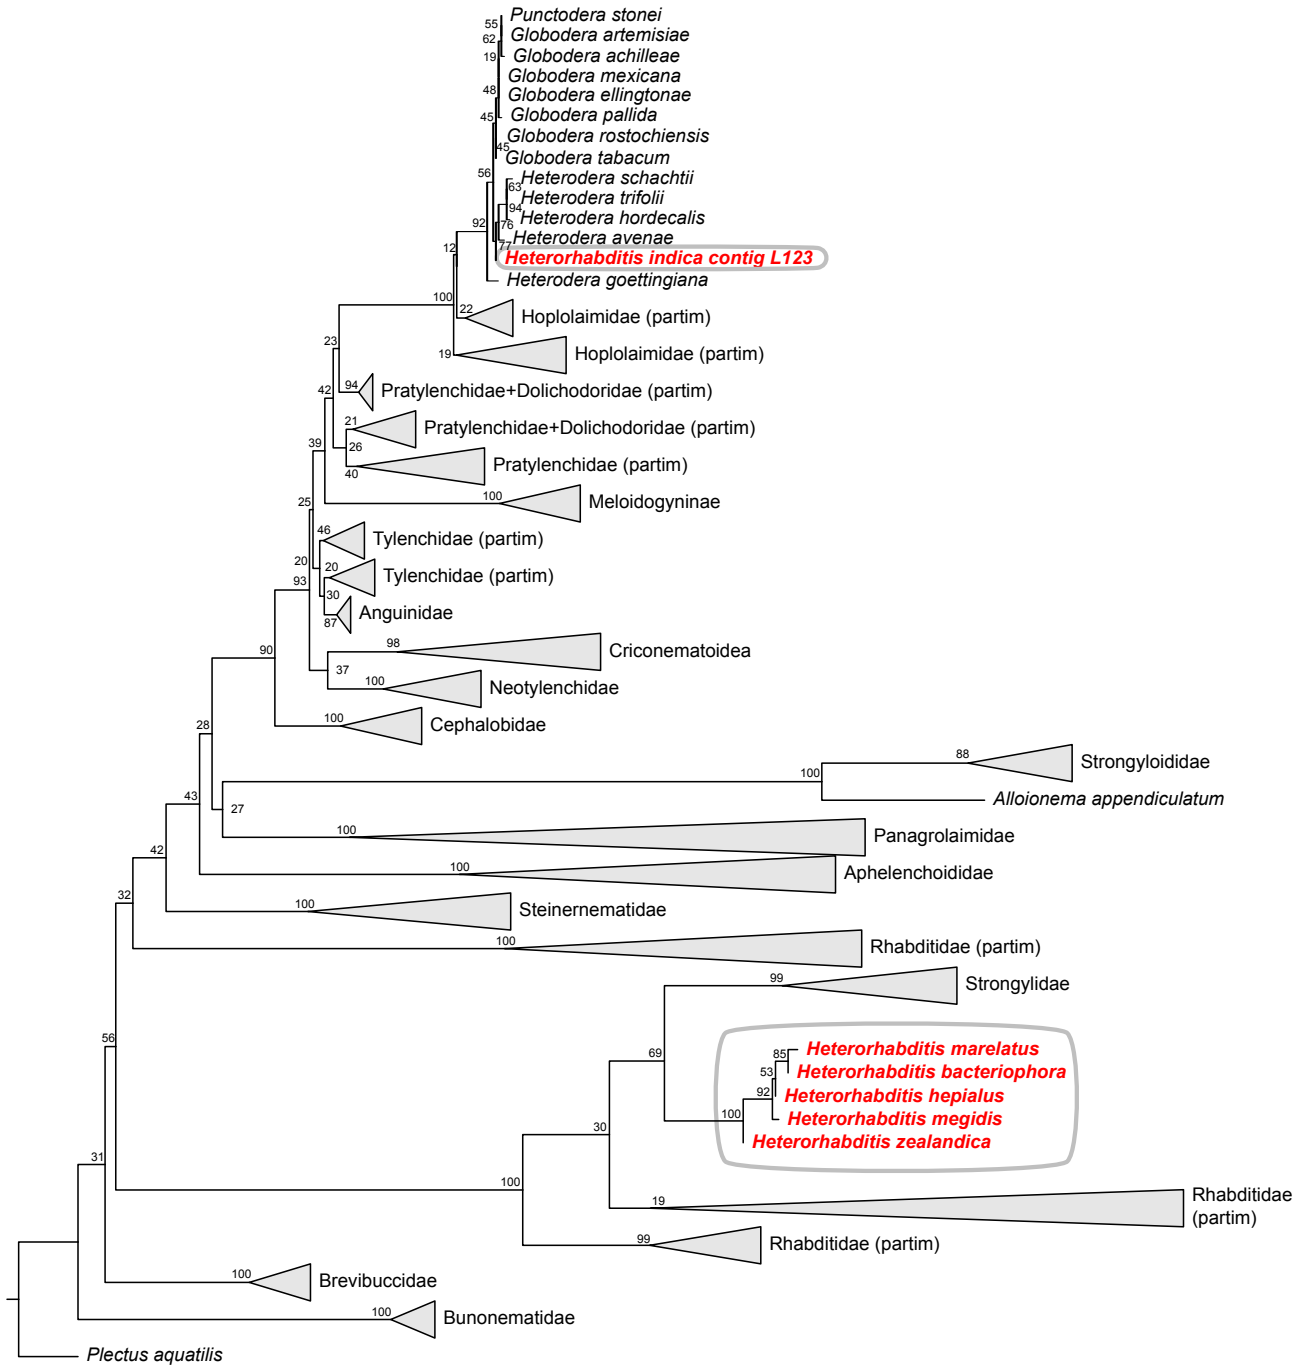 Punctodera stonei
55
Globodera artemisiae
62
Globodera achilleae
19
Globodera mexicana
48
Globodera ellingtonae
Globodera pallida
45
Globodera rostochiensis
45
Globodera tabacum
56
Heterodera schachtii
63
Heterodera trifolii
94
Heterodera hordecalis
92
76
Heterodera avenae
77
12
Heterorhabditis indica contig L123
Heterodera goettingiana
100
22
Hoplolaimidae (partim)
23
19
Hoplolaimidae (partim)
42
94
Pratylenchidae+Dolichodoridae (partim)
21
Pratylenchidae+Dolichodoridae (partim)
39
26
40
Pratylenchidae (partim)
25
100
Meloidogyninae
46
Tylenchidae (partim)
20
20
Tylenchidae (partim)
93
30
87
Anguinidae
90
98
Criconematoidea
37
100
Neotylenchidae
28
100
Cephalobidae
88
Strongyloididae
100
Alloionema appendiculatum
43
27
100
Panagrolaimidae
42
100
Aphelenchoididae
32
100
Steinernematidae
100
Rhabditidae (partim)
99
Strongylidae
56
69
85
Heterorhabditis marelatus
53
Heterorhabditis bacteriophora
92
Heterorhabditis hepialus
100
Heterorhabditis megidis
30
Heterorhabditis zealandica
31
100
19
Rhabditidae
(partim)
99
Rhabditidae (partim)
100
Brevibuccidae
100
Bunonematidae
Plectus aquatilis